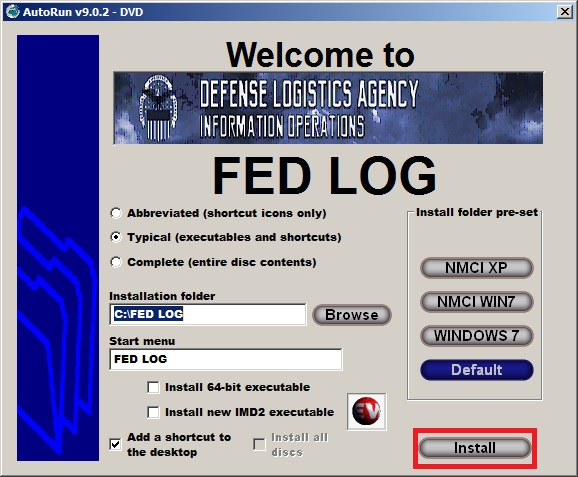 AutoRun v9.0.2 - DVD
Welcome to
DEFENSE LOGISTICS AGENCY
INFORMATION OPERATIONS
FED LOG
Abbreviated (shortcut icons only)
Typical (executables and shortcuts)
Complete (entire disc contents)
Installation folder
C:\FED LOG
Browse
Start menu
FED LOG
Install 64-bit executable
Install new IMD2 executable
EV
Add a shortcut to
the desktop
Install all
discs
Install folder pre-set
NMCI XP
NMCI WIN7
WINDOWS 7
Default
Install